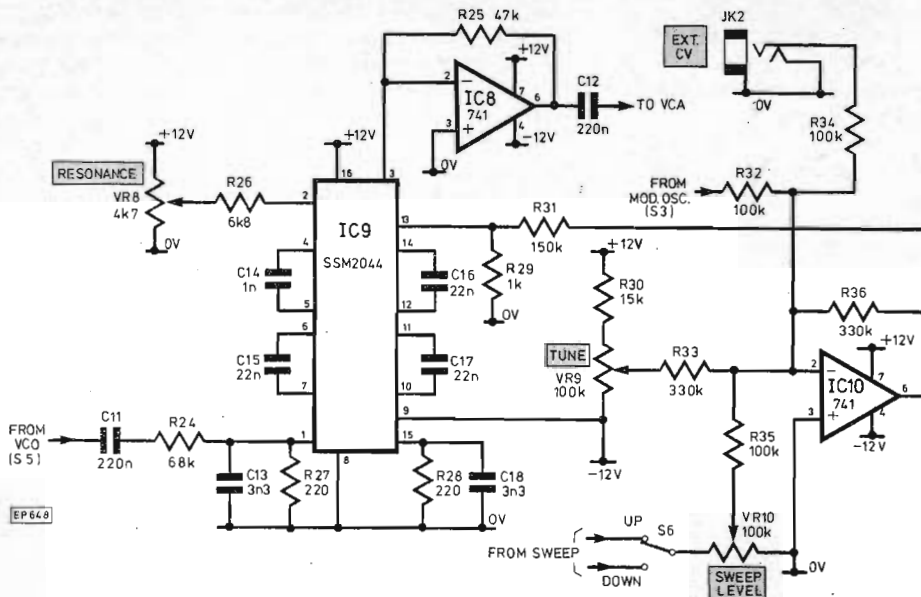 R25 47k
+12V
2
−
IC8
741
3
+
7
6
4
-12V
0V
C12
220n
TO VCA
EXT.
CV
JK2
0V
R34
100k
FROM
MOD. OSC.
(S3)
R32
100k
RESONANCE
+12V
VR8
4k7
0V
R26
6k8
+12V
16
3
2
IC9
SSM2044
4
C14
1n
5
6
C15
22n
7
13
14
C16
22n
12
11
C17
22n
10
9
1
8
15
R31
150k
R29
1k
0V
+12V
R30
15k
TUNE
VR9
100k
-12V
R33
330k
R36
330k
+12V
2
−
IC10
741
3
+
7
6
4
-12V
R35
100k
FROM
VCO
(S5)
C11
220n
R24
68k
C13
3n3
R27
220
R28
220
C18
3n3
0V
EP648
FROM SWEEP
UP
S6
DOWN
VR10
100k
SWEEP
LEVEL
0V